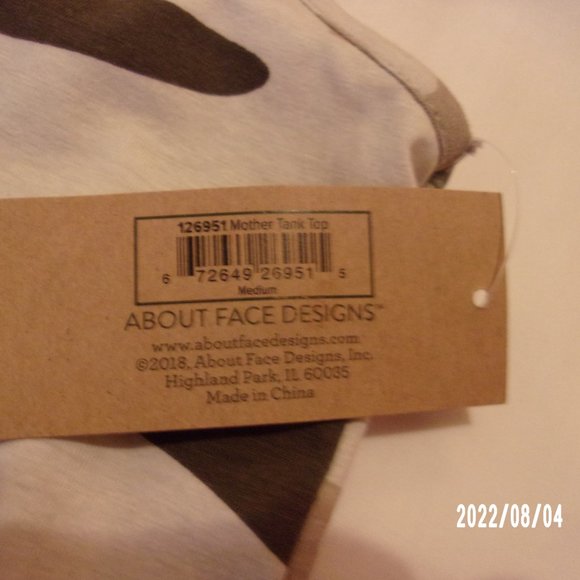 126951 Mother Tank Top
6 72649 26951 5
Medium
ABOUT FACE DESIGNS™
www.aboutfacedesigns.com
©2018, About Face Designs, Inc.
Highland Park, IL 60035
Made in China
2022/08/04